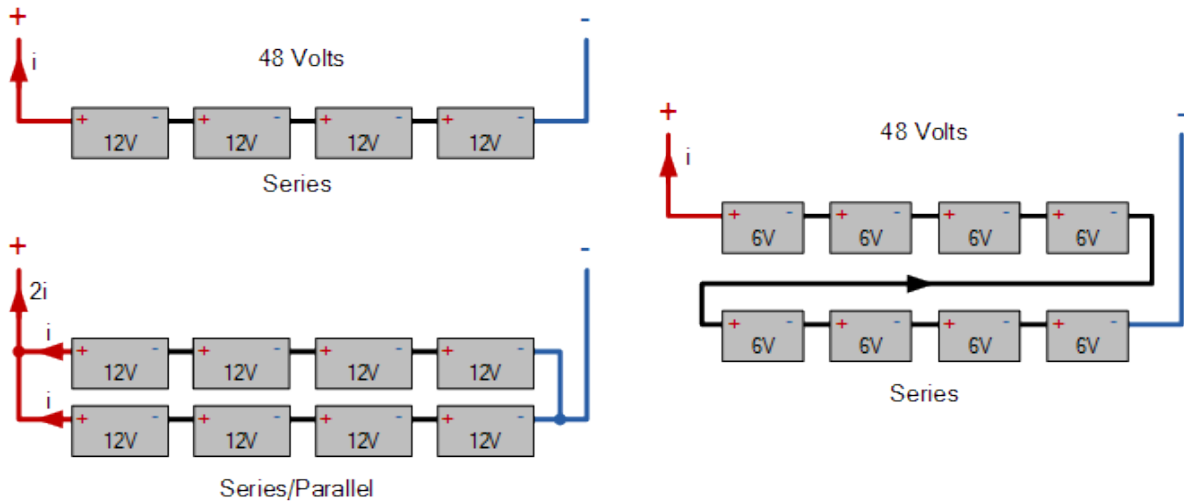 + -
48 Volts
i
+ - + - + - + -
12V 12V 12V 12V
Series
+ -
2i
i
+ - + - + - + -
12V 12V 12V 12V
i
+ - + - + - + -
12V 12V 12V 12V
Series/Parallel
+ -
48 Volts
i
+ - + - + - + -
6V 6V 6V 6V
+ - + - + - + -
6V 6V 6V 6V
Series